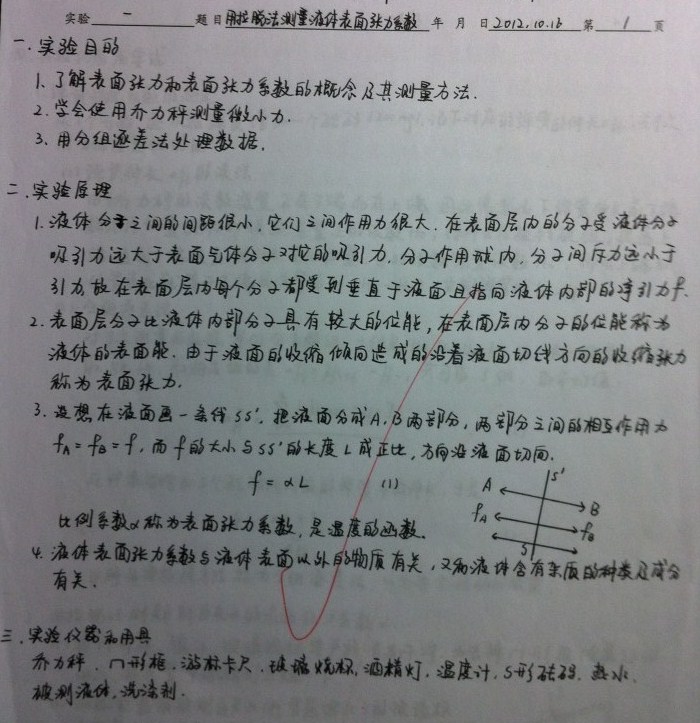 实验 一 题目 用拉脱法测量液体表面张力系数 年 月 日 2012.10.16 第 1 页
一. 实验目的
1. 了解表面张力和表面张力系数的概念及其测量方法.
2. 学会使用乔力秤测量微小力.
3. 用分组逐差法处理数据.
二. 实验原理
1. 液体分子之间的间距很小, 它们之间作用力很大. 在表面层内的分子受液体分子
吸引力远大于表面气体分子对它的吸引力. 分子作用球内, 分子间斥力远小于
引力, 故在表面层内每个分子都受到垂直于液面且指向液体内部的牵引力f.
2. 表面层分子比液体内部分子具有较大的位能, 在表面层内分子的位能称为
液体的表面能. 由于液面的收缩倾向造成的沿着液面切线方向的收缩张力
称为表面张力.
3. 设想在液面画一条线SS', 把液面分成A, B两部分, 两部分之间的相互作用力
fA = fB = f, 而f的大小与SS'的长度L成正比, 方向沿液面切向.
f = αL (1)
A S' B
fA fB
S
比例系数α称为表面张力系数, 是温度的函数.
4. 液体表面张力系数与液体表面以外的物质有关, 又和液体含有杂质的种类及成分
有关.
三. 实验仪器和用具
乔力秤. 冂形框. 游标卡尺. 玻璃烧杯, 酒精灯, 温度计, S形砝码. 热水,
被测液体, 洗涤剂.